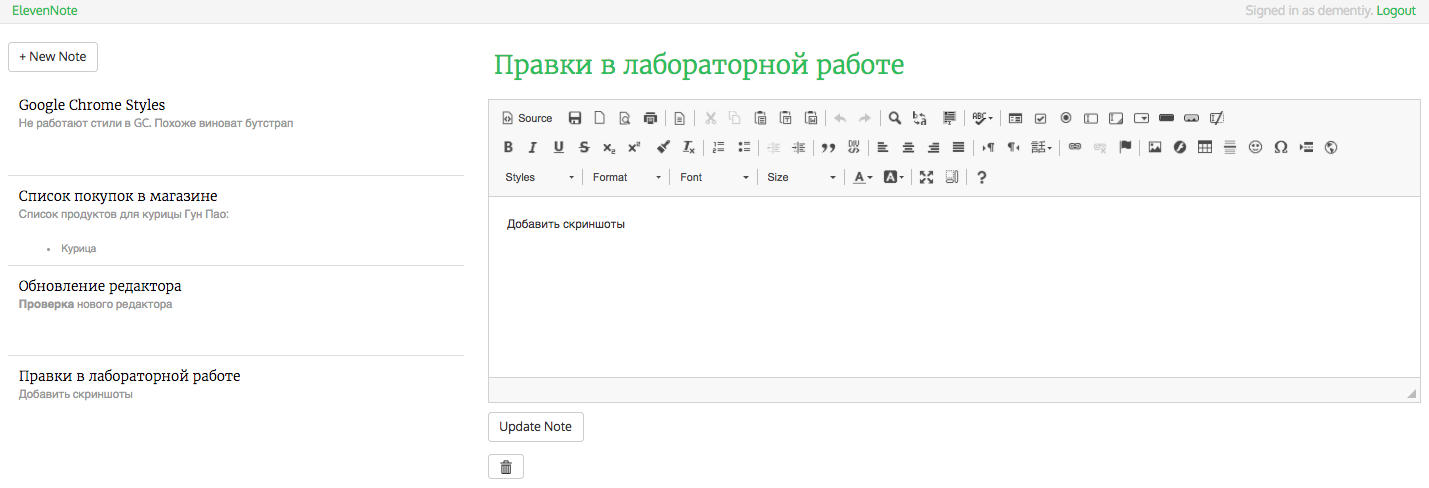 ElevenNote
Signed in as dementiy. Logout
+ New Note
Google Chrome Styles
Не работают стили в GC. Похоже виноват бутстрап
Список покупок в магазине
Список продуктов для курицы Гун Пао:
• Курица
Обновление редактора
Проверка нового редактора
Правки в лабораторной работе
Добавить скриншоты
Правки в лабораторной работе
Source
Styles Format Font Size
Добавить скриншоты
Update Note